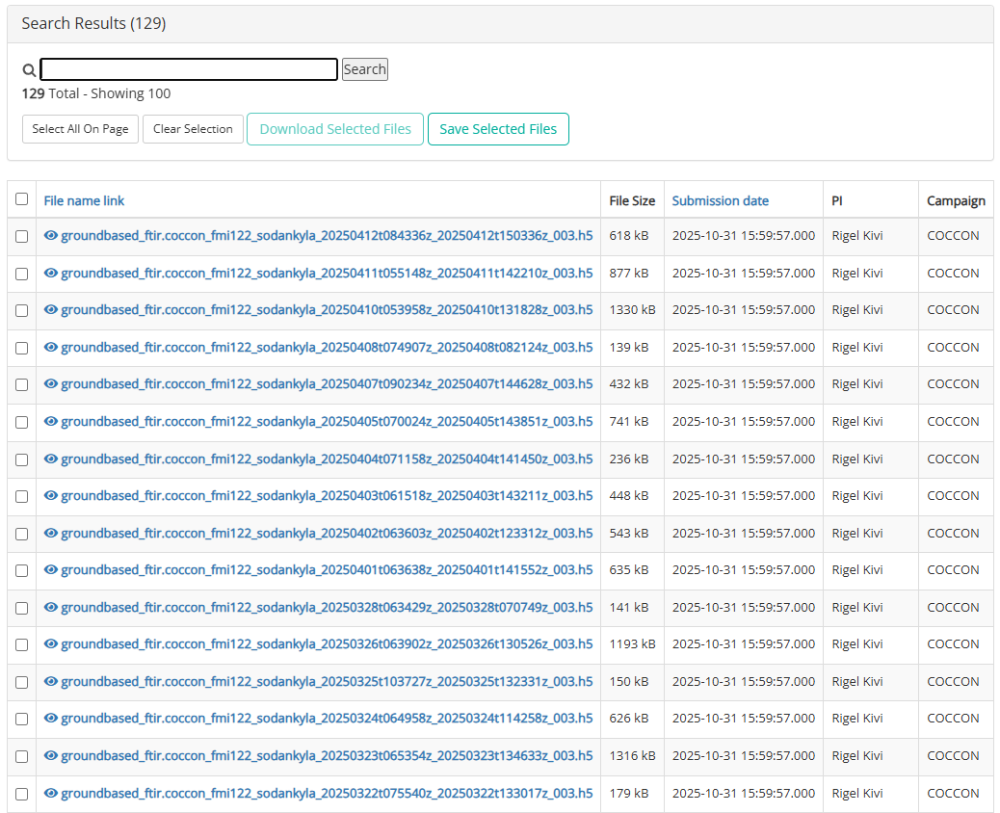 Search Results (129)
Search
129 Total - Showing 100
Select All On Page Clear Selection Download Selected Files Save Selected Files
File name link File Size Submission date PI Campaign
groundbased_ftir.coccon_fmi122_sodankyla_20250412t084336z_20250412t150336z_003.h5 618 kB 2025-10-31 15:59:57.000 Rigel Kivi COCCON
groundbased_ftir.coccon_fmi122_sodankyla_20250411t055148z_20250411t142210z_003.h5 877 kB 2025-10-31 15:59:57.000 Rigel Kivi COCCON
groundbased_ftir.coccon_fmi122_sodankyla_20250410t053958z_20250410t131828z_003.h5 1330 kB 2025-10-31 15:59:57.000 Rigel Kivi COCCON
groundbased_ftir.coccon_fmi122_sodankyla_20250408t074907z_20250408t082124z_003.h5 139 kB 2025-10-31 15:59:57.000 Rigel Kivi COCCON
groundbased_ftir.coccon_fmi122_sodankyla_20250407t090234z_20250407t144628z_003.h5 432 kB 2025-10-31 15:59:57.000 Rigel Kivi COCCON
groundbased_ftir.coccon_fmi122_sodankyla_20250405t070024z_20250405t143851z_003.h5 741 kB 2025-10-31 15:59:57.000 Rigel Kivi COCCON
groundbased_ftir.coccon_fmi122_sodankyla_20250404t071158z_20250404t141450z_003.h5 236 kB 2025-10-31 15:59:57.000 Rigel Kivi COCCON
groundbased_ftir.coccon_fmi122_sodankyla_20250403t061518z_20250403t143211z_003.h5 448 kB 2025-10-31 15:59:57.000 Rigel Kivi COCCON
groundbased_ftir.coccon_fmi122_sodankyla_20250402t063603z_20250402t123312z_003.h5 543 kB 2025-10-31 15:59:57.000 Rigel Kivi COCCON
groundbased_ftir.coccon_fmi122_sodankyla_20250401t063638z_20250401t141552z_003.h5 635 kB 2025-10-31 15:59:57.000 Rigel Kivi COCCON
groundbased_ftir.coccon_fmi122_sodankyla_20250328t063429z_20250328t070749z_003.h5 141 kB 2025-10-31 15:59:57.000 Rigel Kivi COCCON
groundbased_ftir.coccon_fmi122_sodankyla_20250326t063902z_20250326t130526z_003.h5 1193 kB 2025-10-31 15:59:57.000 Rigel Kivi COCCON
groundbased_ftir.coccon_fmi122_sodankyla_20250325t103727z_20250325t132331z_003.h5 150 kB 2025-10-31 15:59:57.000 Rigel Kivi COCCON
groundbased_ftir.coccon_fmi122_sodankyla_20250324t064958z_20250324t114258z_003.h5 626 kB 2025-10-31 15:59:57.000 Rigel Kivi COCCON
groundbased_ftir.coccon_fmi122_sodankyla_20250323t065354z_20250323t134633z_003.h5 1316 kB 2025-10-31 15:59:57.000 Rigel Kivi COCCON
groundbased_ftir.coccon_fmi122_sodankyla_20250322t075540z_20250322t133017z_003.h5 179 kB 2025-10-31 15:59:57.000 Rigel Kivi COCCON